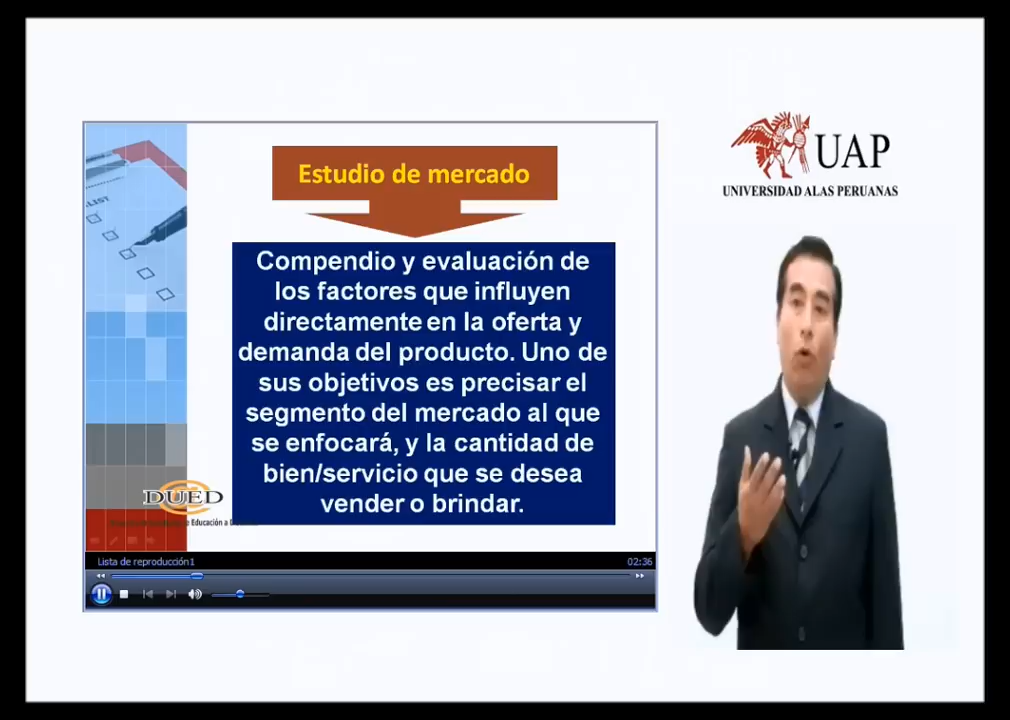 Estudio de mercado
Compendio y evaluación de
los factores que influyen
directamente en la oferta y
demanda del producto. Uno de
sus objetivos es precisar el
segmento del mercado al que
se enfocará, y la cantidad de
bien/servicio que se desea
vender o brindar.
LIST
DUED
Educación a
Lista de reproducción1
02:36
UAP
UNIVERSIDAD ALAS PERUANAS